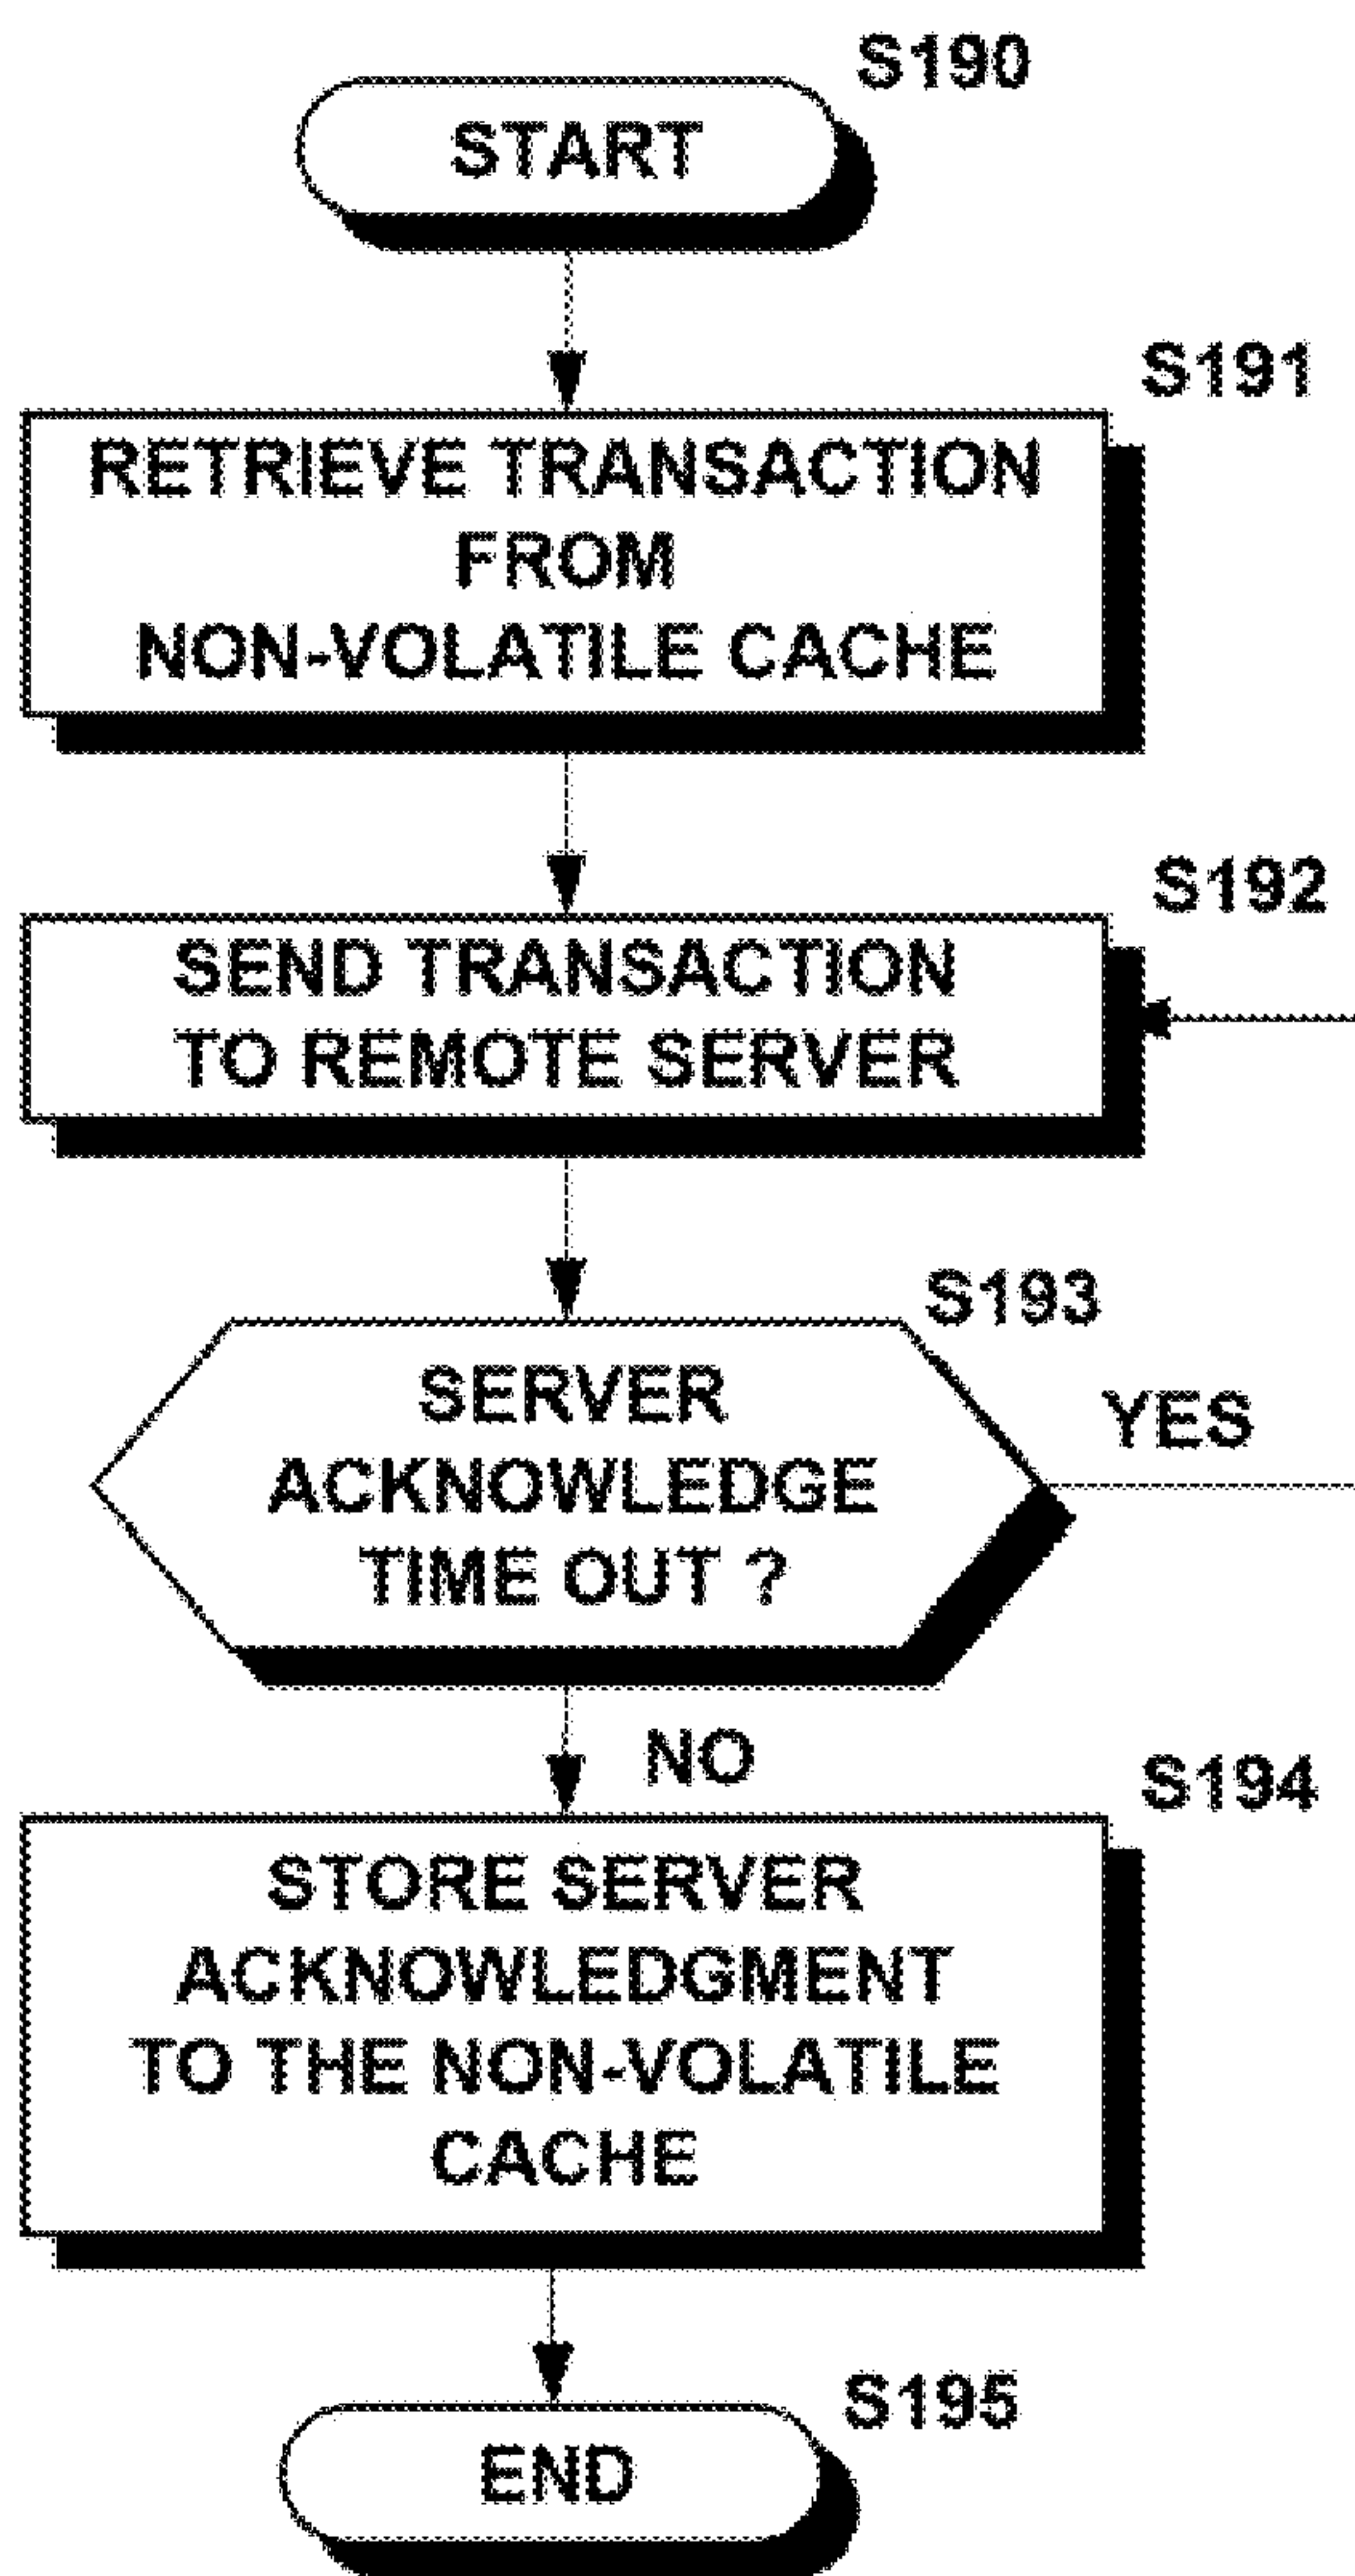 S190
START
S191
RETRIEVE TRANSACTION
FROM
NON-VOLATILE CACHE
S192
SEND TRANSACTION
TO REMOTE SERVER
S193
SERVER
ACKNOWLEDGE
TIME OUT ?
YES
NO
S194
STORE SERVER
ACKNOWLEDGMENT
TO THE NON-VOLATILE
CACHE
S195
END